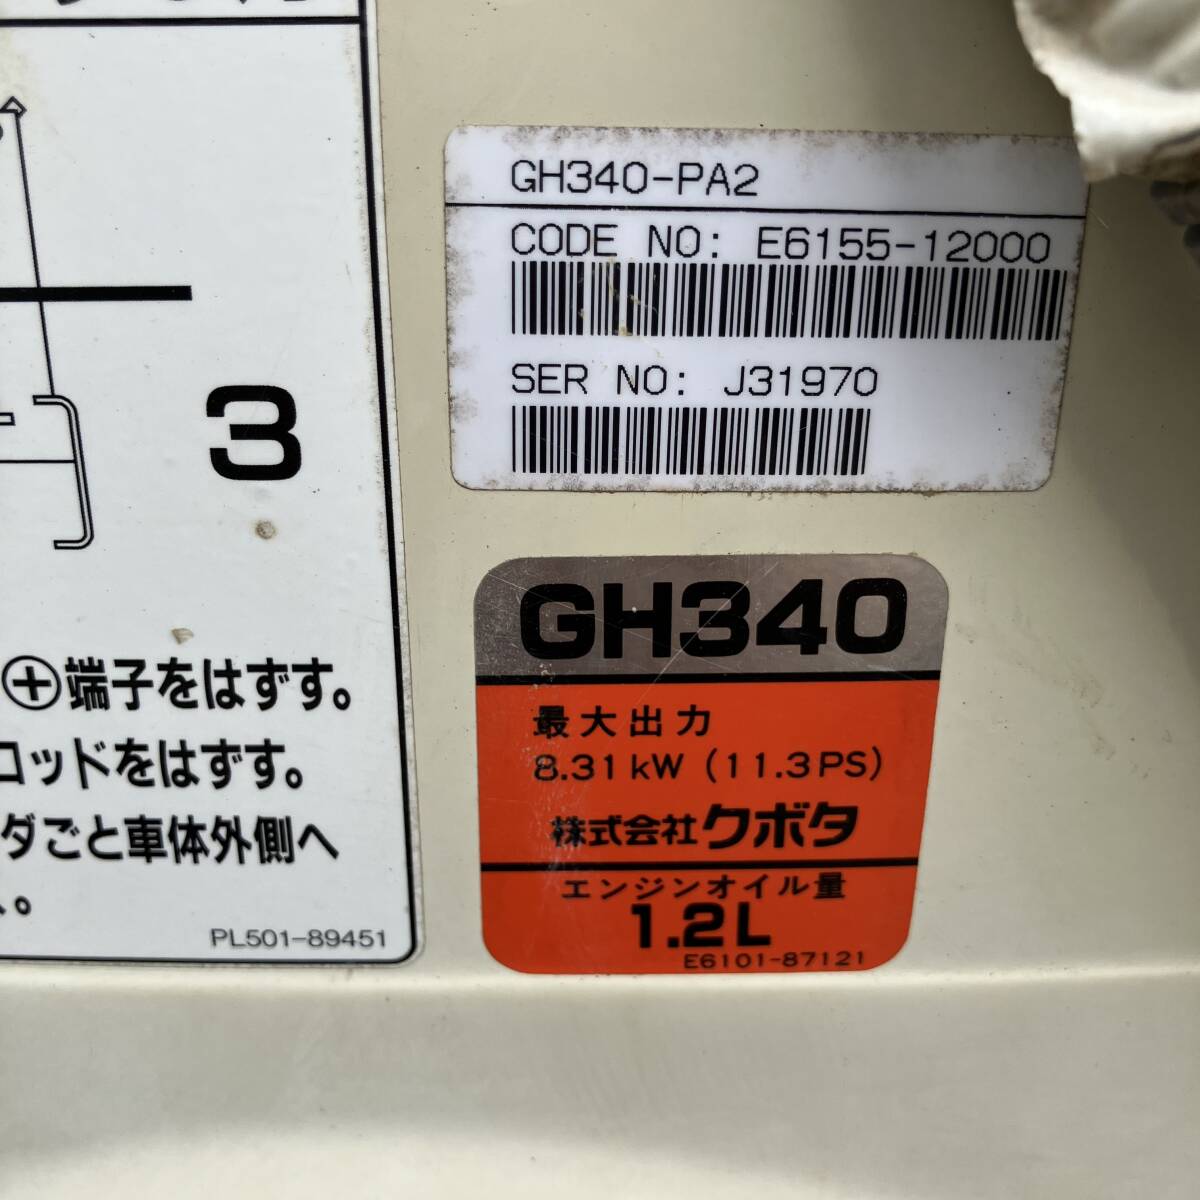 3
⊕端子をはずす。
ロッドをはずす。
ダごと車体外側へ
PL501-89451
GH340-PA2
CODE NO: E6155-12000
SER NO: J31970
GH340
最大出力
8.31kW (11.3PS)
株式会社クボタ
エンジンオイル量
1.2L
E6101-87121